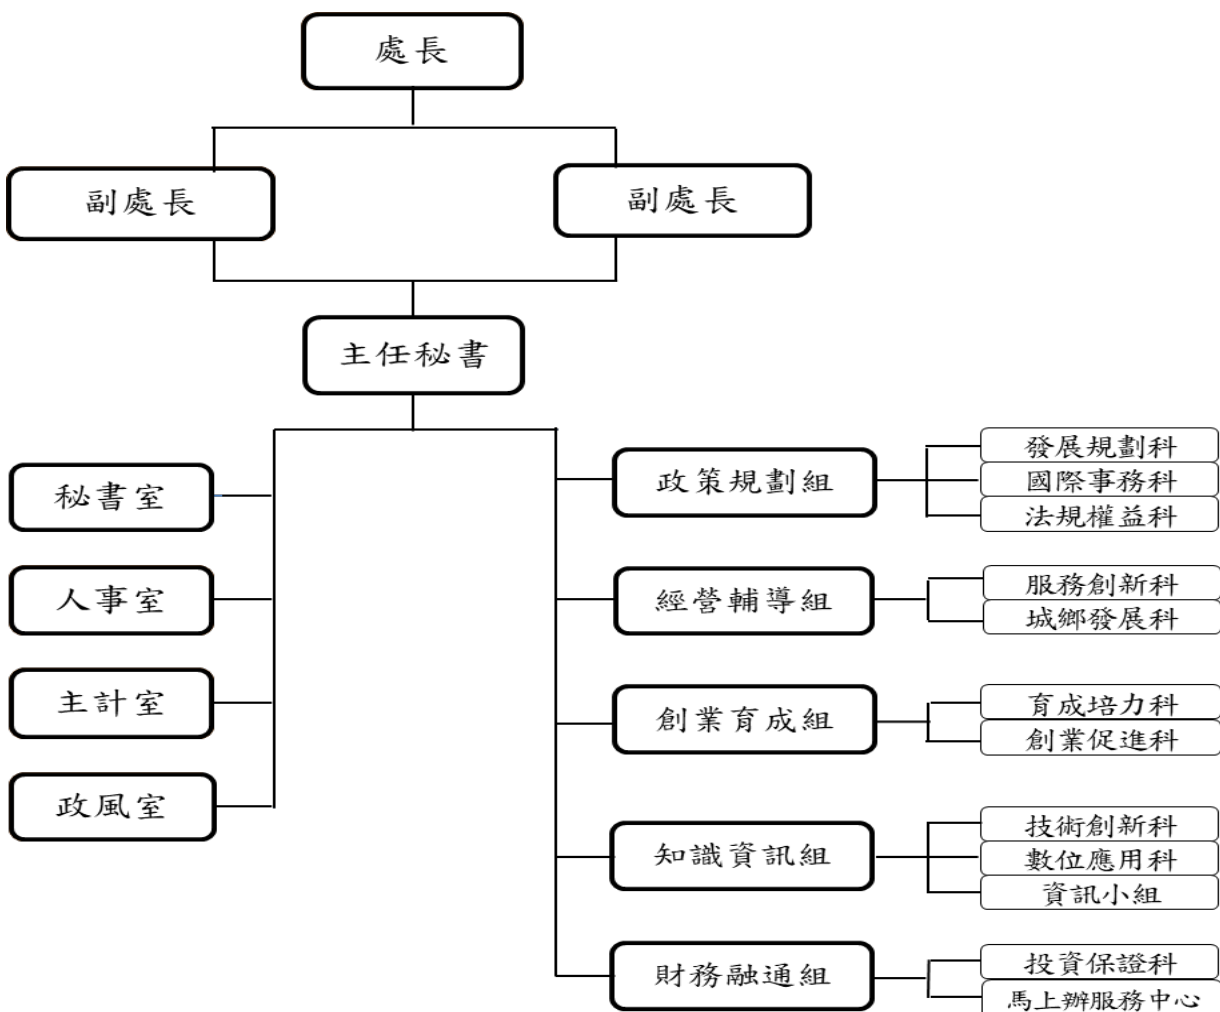 處長
副處長
副處長
主任秘書
秘書室
人事室
主計室
政風室
政策規劃組
發展規劃科
國際事務科
法規權益科
經營輔導組
服務創新科
城鄉發展科
創業育成組
育成培力科
創業促進科
知識資訊組
技術創新科
數位應用科
資訊小組
財務融通組
投資保證科
馬上辦服務中心